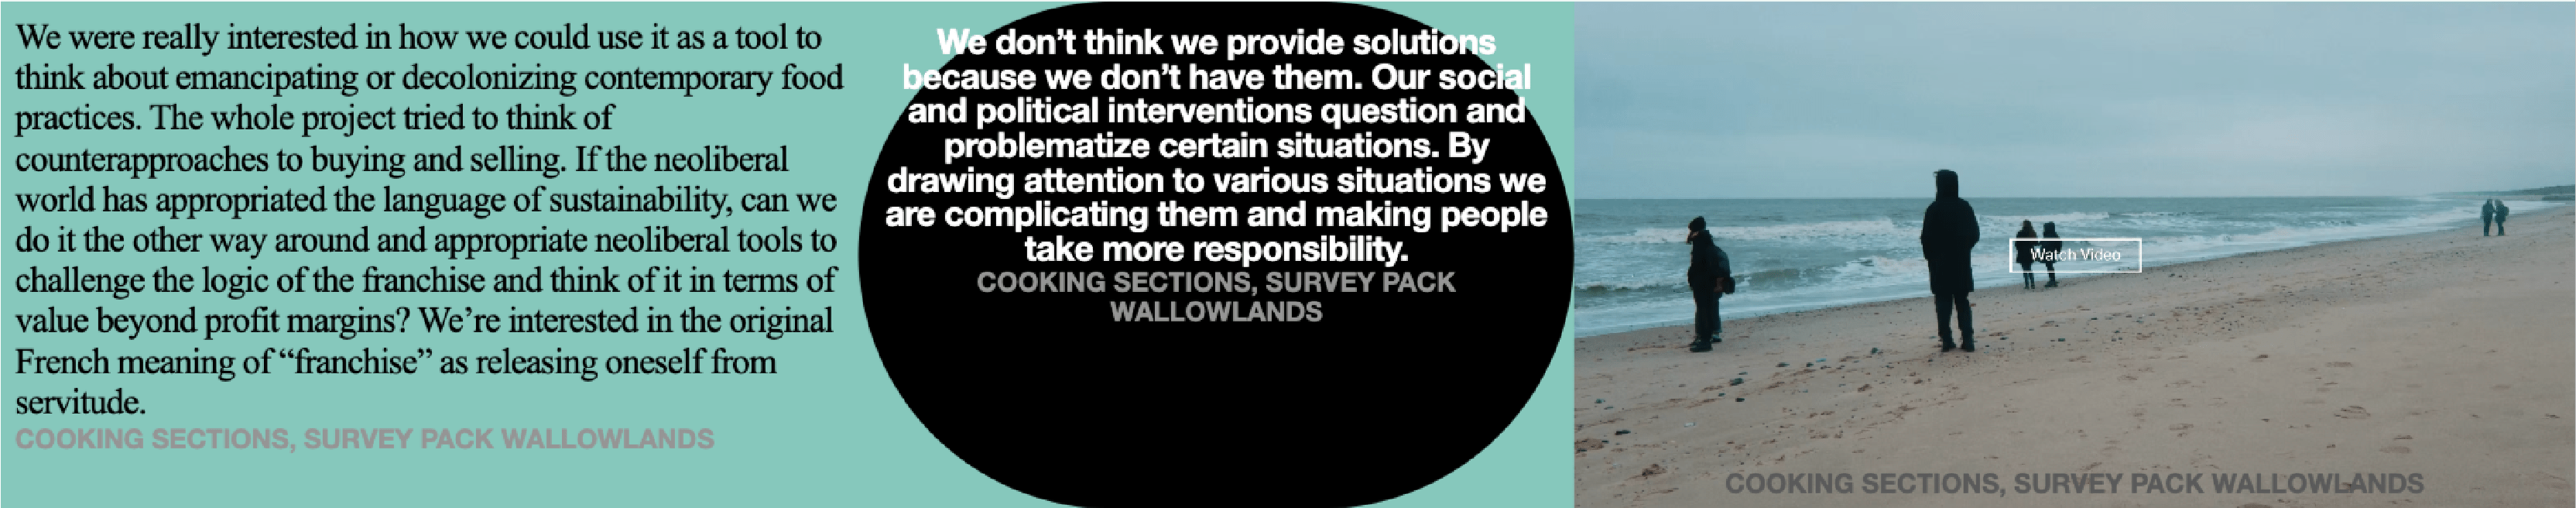 We were really interested in how we could use it as a tool to
think about emancipating or decolonizing contemporary food
practices. The whole project tried to think of
counterapproaches to buying and selling. If the neoliberal
world has appropriated the language of sustainability, can we
do it the other way around and appropriate neoliberal tools to
challenge the logic of the franchise and think of it in terms of
value beyond profit margins? We’re interested in the original
French meaning of “franchise” as releasing oneself from
servitude.
COOKING SECTIONS, SURVEY PACK WALLOWLANDS
We don’t think we provide solutions
because we don’t have them. Our social
and political interventions question and
problematize certain situations. By
drawing attention to various situations we
are complicating them and making people
take more responsibility.
COOKING SECTIONS, SURVEY PACK
WALLOWLANDS
Watch Video
COOKING SECTIONS, SURVEY PACK WALLOWLANDS